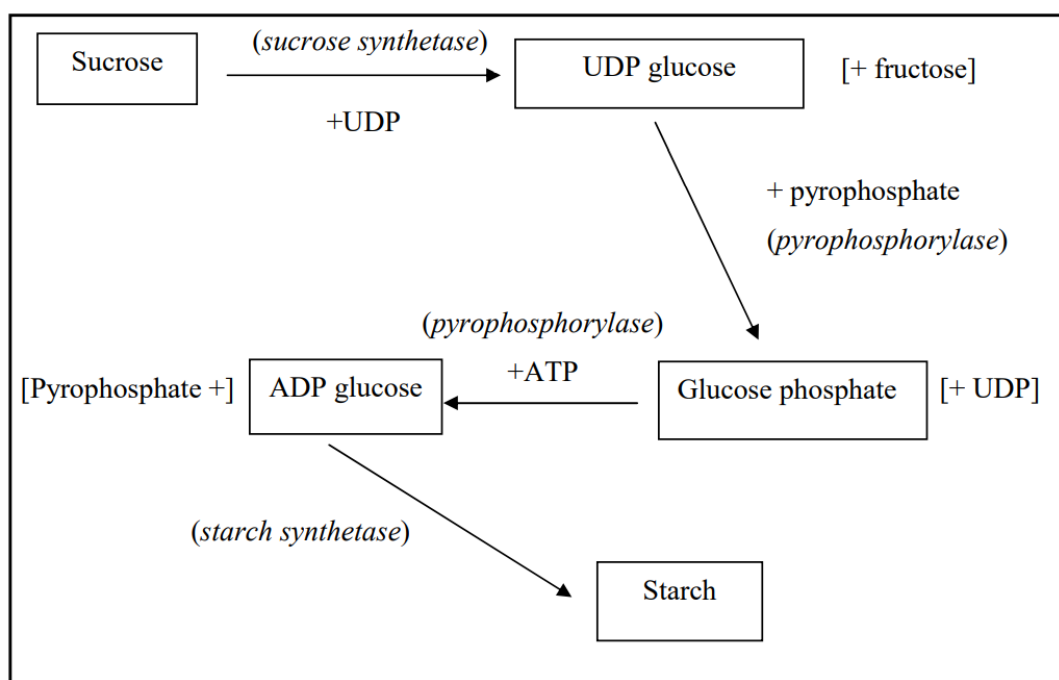 (sucrose synthetase)
Sucrose
UDP glucose
[+ fructose]
+UDP
+ pyrophosphate
(pyrophosphorylase)
(pyrophosphorylase)
+ATP
[Pyrophosphate +]
ADP glucose
Glucose phosphate
[+ UDP]
(starch synthetase)
Starch